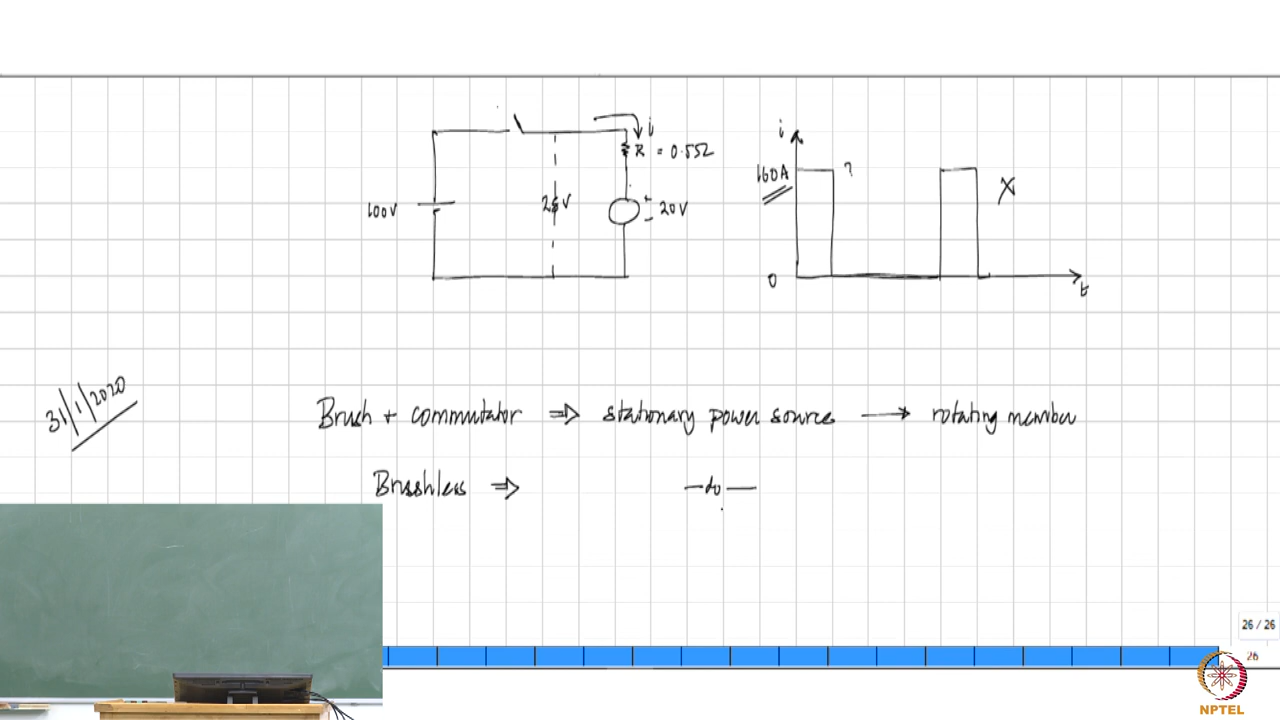 i
R = 0.5Ω
100V
25V
20V
i
160A
?
X
0
t
31/1/2020
Brush + commutator ⇒ stationary power source → rotating member
Brushless ⇒ —do—
26 / 26
26
NPTEL